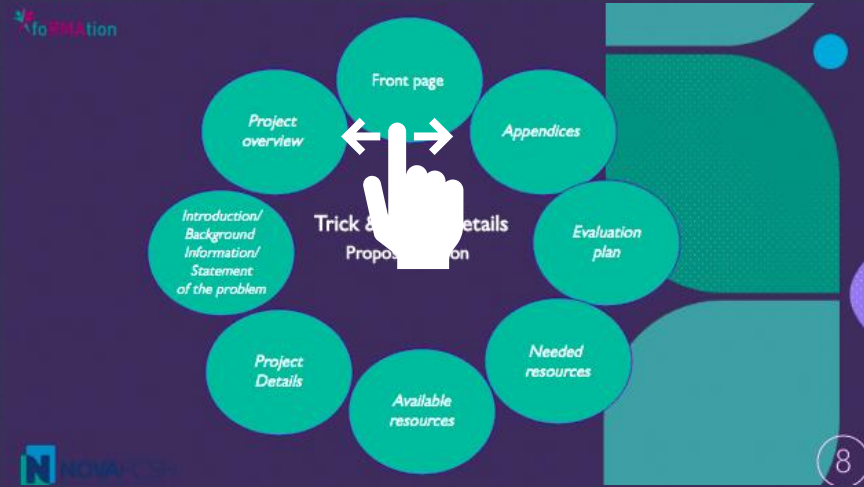 foRMAtion
Front page
Project
overview
Appendices
Introduction/
Background
Information/
Statement
of the problem
Trick & etails
Propos on
Evaluation
plan
Project
Details
Needed
resources
Available
resources
NOVAFCSH
8